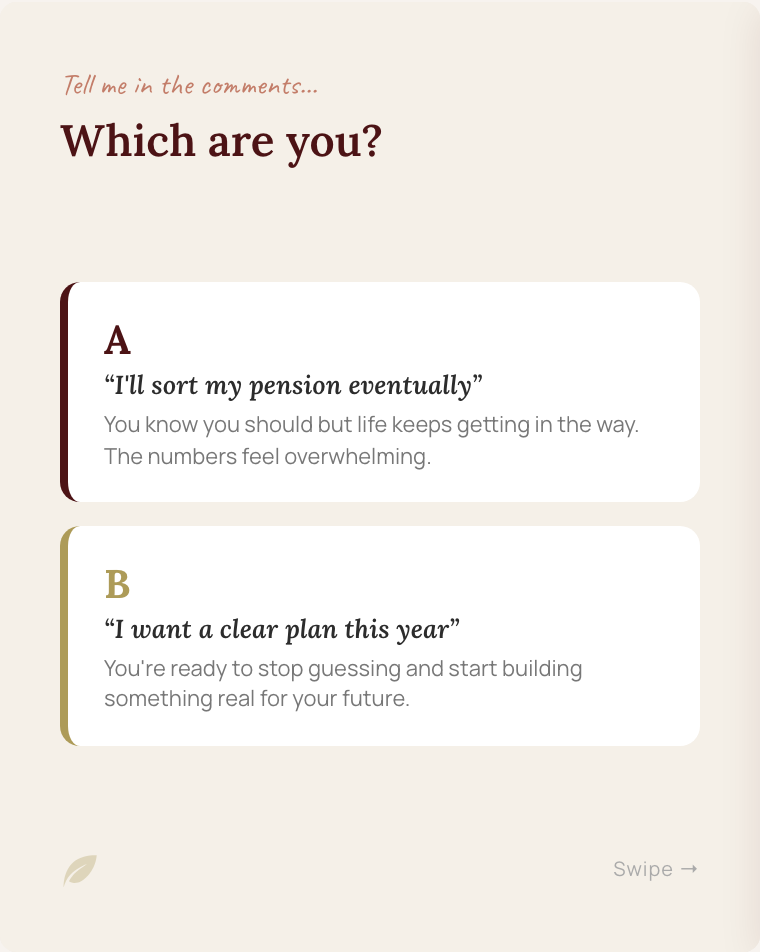 Tell me in the comments...
Which are you?
A
“I'll sort my pension eventually”
You know you should but life keeps getting in the way.
The numbers feel overwhelming.
B
“I want a clear plan this year”
You're ready to stop guessing and start building
something real for your future.
Swipe →